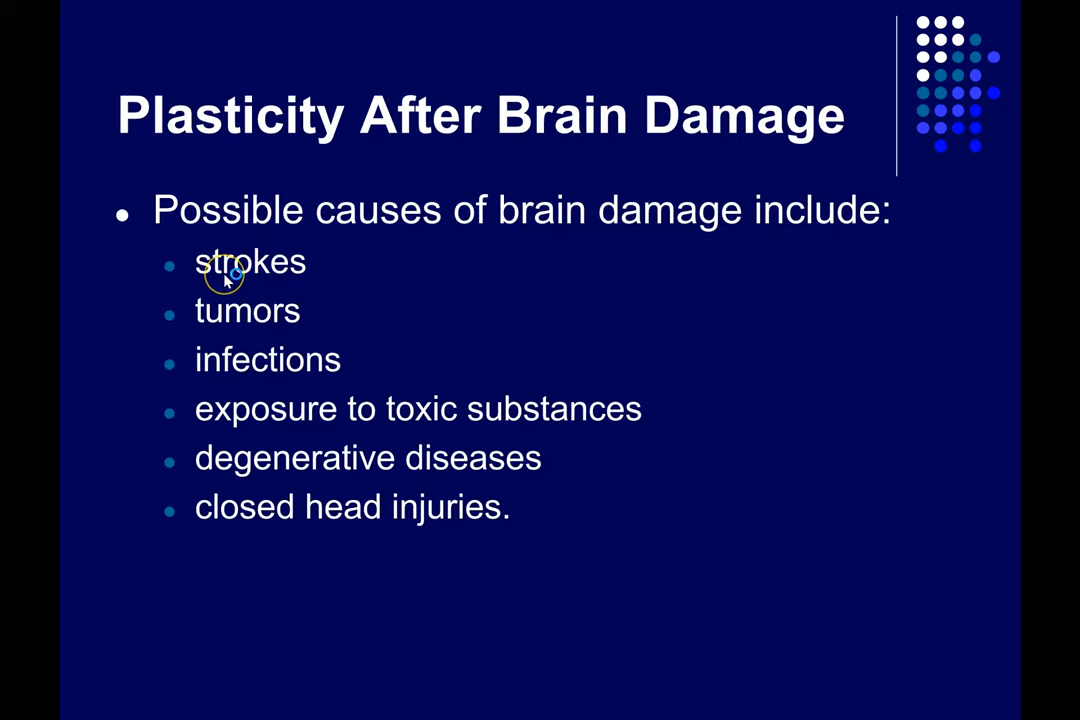 Plasticity After Brain Damage
Possible causes of brain damage include:
strokes
tumors
infections
exposure to toxic substances
degenerative diseases
closed head injuries.